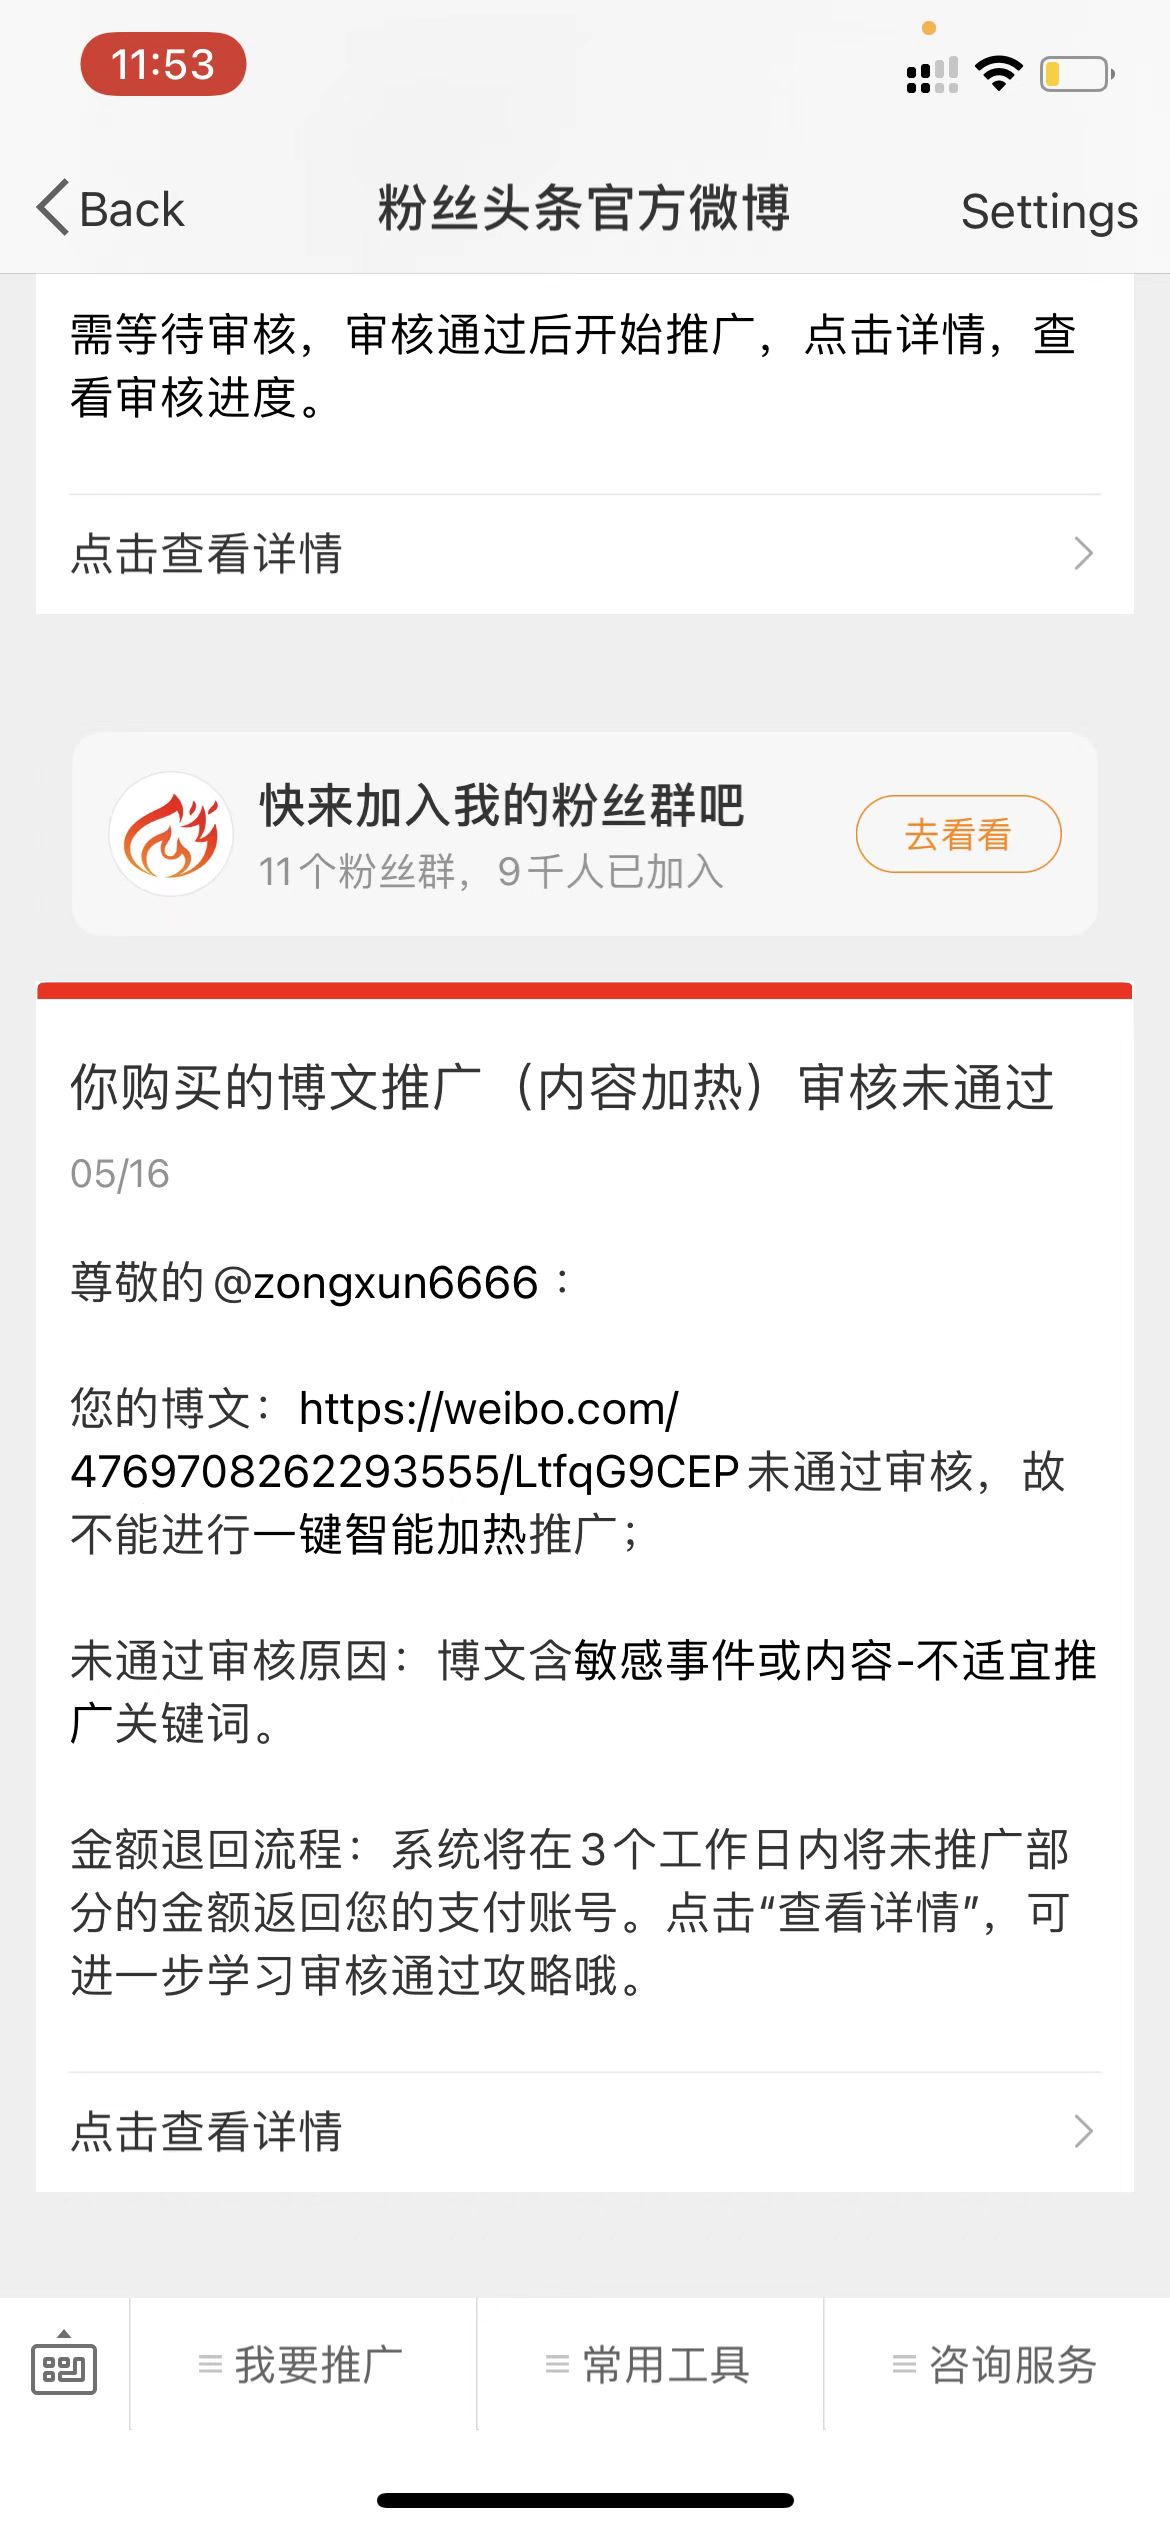 11:53
Back
粉丝头条官方微博
Settings
需等待审核，审核通过后开始推广，点击详情，查
看审核进度。
点击查看详情
快来加入我的粉丝群吧
11个粉丝群，9千人已加入
去看看
你购买的博文推广（内容加热）审核未通过
05/16
尊敬的@zongxun6666：
您的博文：https://weibo.com/
4769708262293555/LtfqG9CEP未通过审核，故
不能进行一键智能加热推广；
未通过审核原因：博文含敏感事件或内容-不适宜推
广关键词。
金额退回流程：系统将在3个工作日内将未推广部
分的金额返回您的支付账号。点击“查看详情”，可
进一步学习审核通过攻略哦。
点击查看详情
我要推广
常用工具
咨询服务